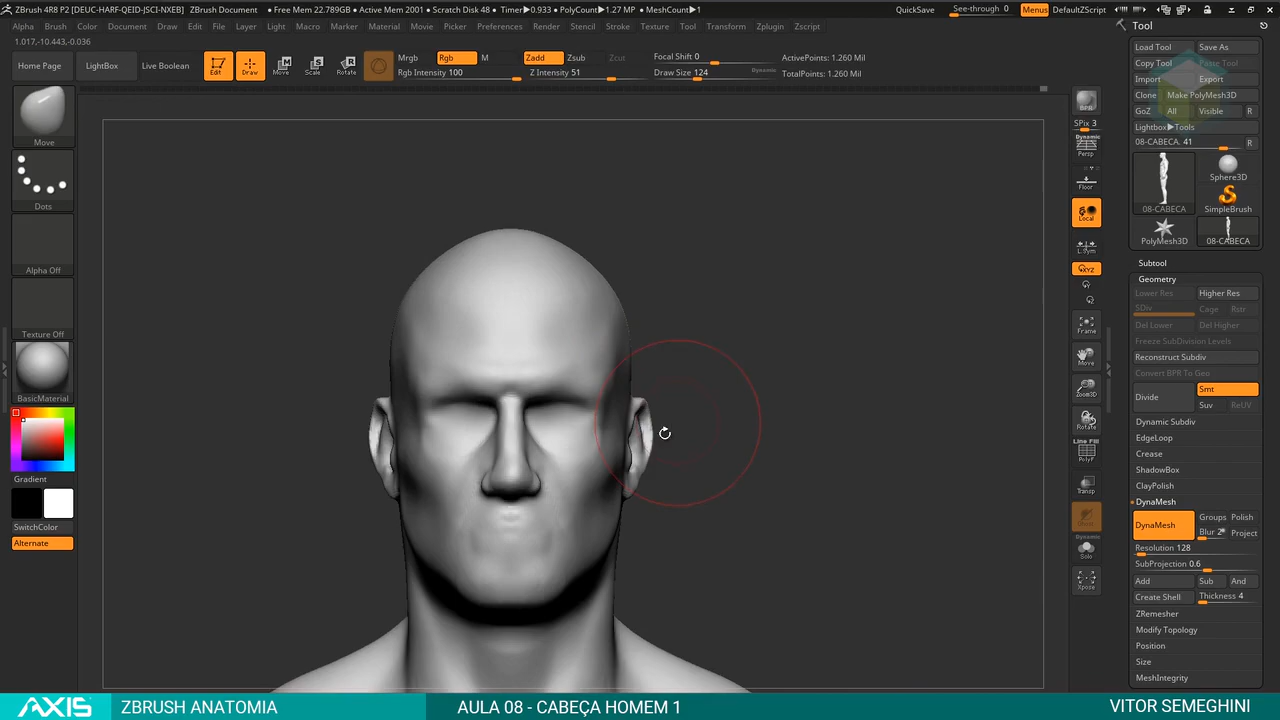 ZBrush 4R8 P2 [DEUC-HARF-QEID-JSCI-NXEB] ZBrush Document • Free Mem 22.789GB • Active Mem 2001 • Scratch Disk 48 • Timer▶0.933 • PolyCount▶1.27 MP • MeshCount▶1 QuickSave See-through 0 Menus DefaultZScript
Alpha Brush Color Document Draw Edit File Layer Light Macro Marker Material Movie Picker Preferences Render Stencil Stroke Texture Tool Transform Zplugin Zscript
1.017,-10.443,-0.036
Home Page LightBox Live Boolean
Edit Draw Move Scale Rotate
Mrgb Rgb M Zadd Zsub Zcut
Rgb Intensity 100 Z Intensity 51
Focal Shift 0
Draw Size 124 Dynamic
ActivePoints: 1.260 Mil
TotalPoints: 1.260 Mil
Move
Dots
Alpha Off
Texture Off
BasicMaterial
Gradient
SwitchColor
Alternate
BPR
SPix 3
Dynamic
Persp
Floor
Local
L.Sym
XYZ
Frame
Move
Zoom3D
Rotate
Line Fill
PolyF
Transp
Dynamic
Solo
Xpose
Tool
Load Tool Save As
Copy Tool Paste Tool
Import Export
Clone Make PolyMesh3D
GoZ All Visible R
Lightbox▶Tools
08-CABECA. 41 R
08-CABECA Sphere3D
SimpleBrush
PolyMesh3D 08-CABECA
Subtool
Geometry
Lower Res Higher Res
SDiv Cage Rstr
Del Lower Del Higher
Freeze SubDivision Levels
Reconstruct Subdiv
Convert BPR To Geo
Divide Smt
Suv ReUV
Dynamic Subdiv
EdgeLoop
Crease
ShadowBox
ClayPolish
DynaMesh
DynaMesh Groups Polish
Blur 2 Project
Resolution 128
SubProjection 0.6
Add Sub And
Create Shell Thickness 4
ZRemesher
Modify Topology
Position
Size
MeshIntegrity
AXIS ZBRUSH ANATOMIA AULA 08 - CABEÇA HOMEM 1 VITOR SEMEGHINI